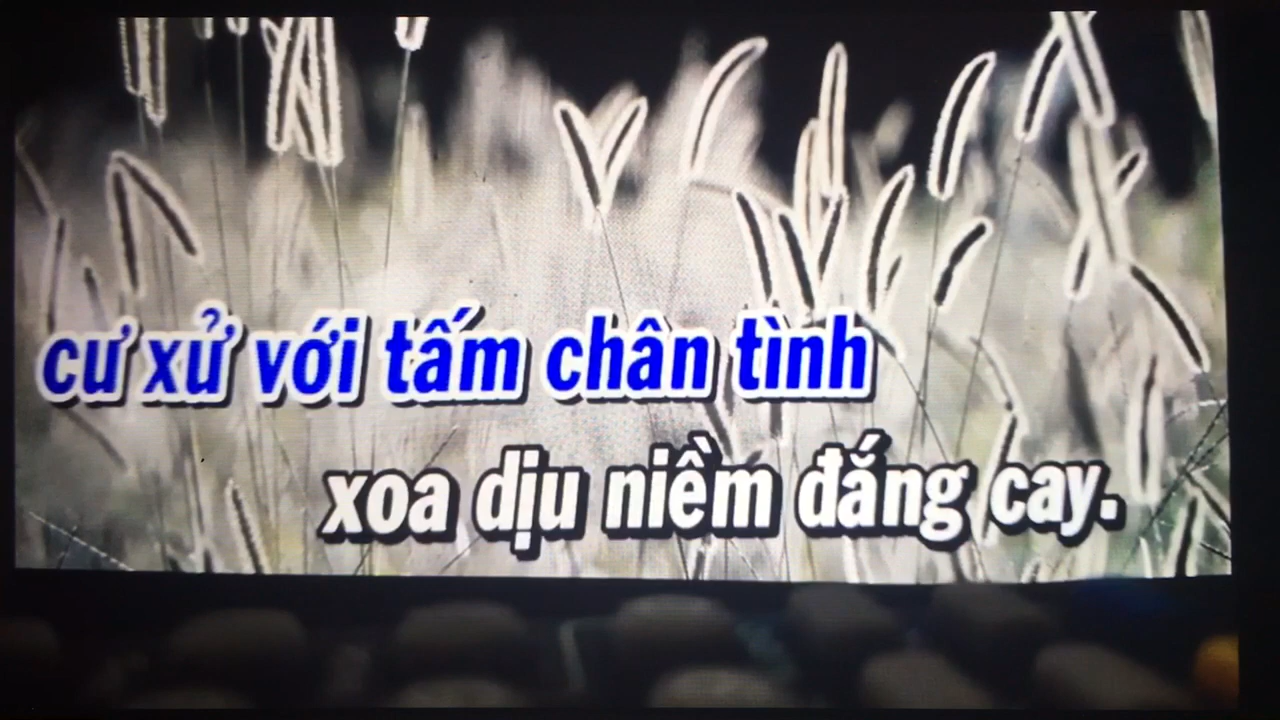 cư xử với tấm chân tình
xoa dịu niềm đắng cay.